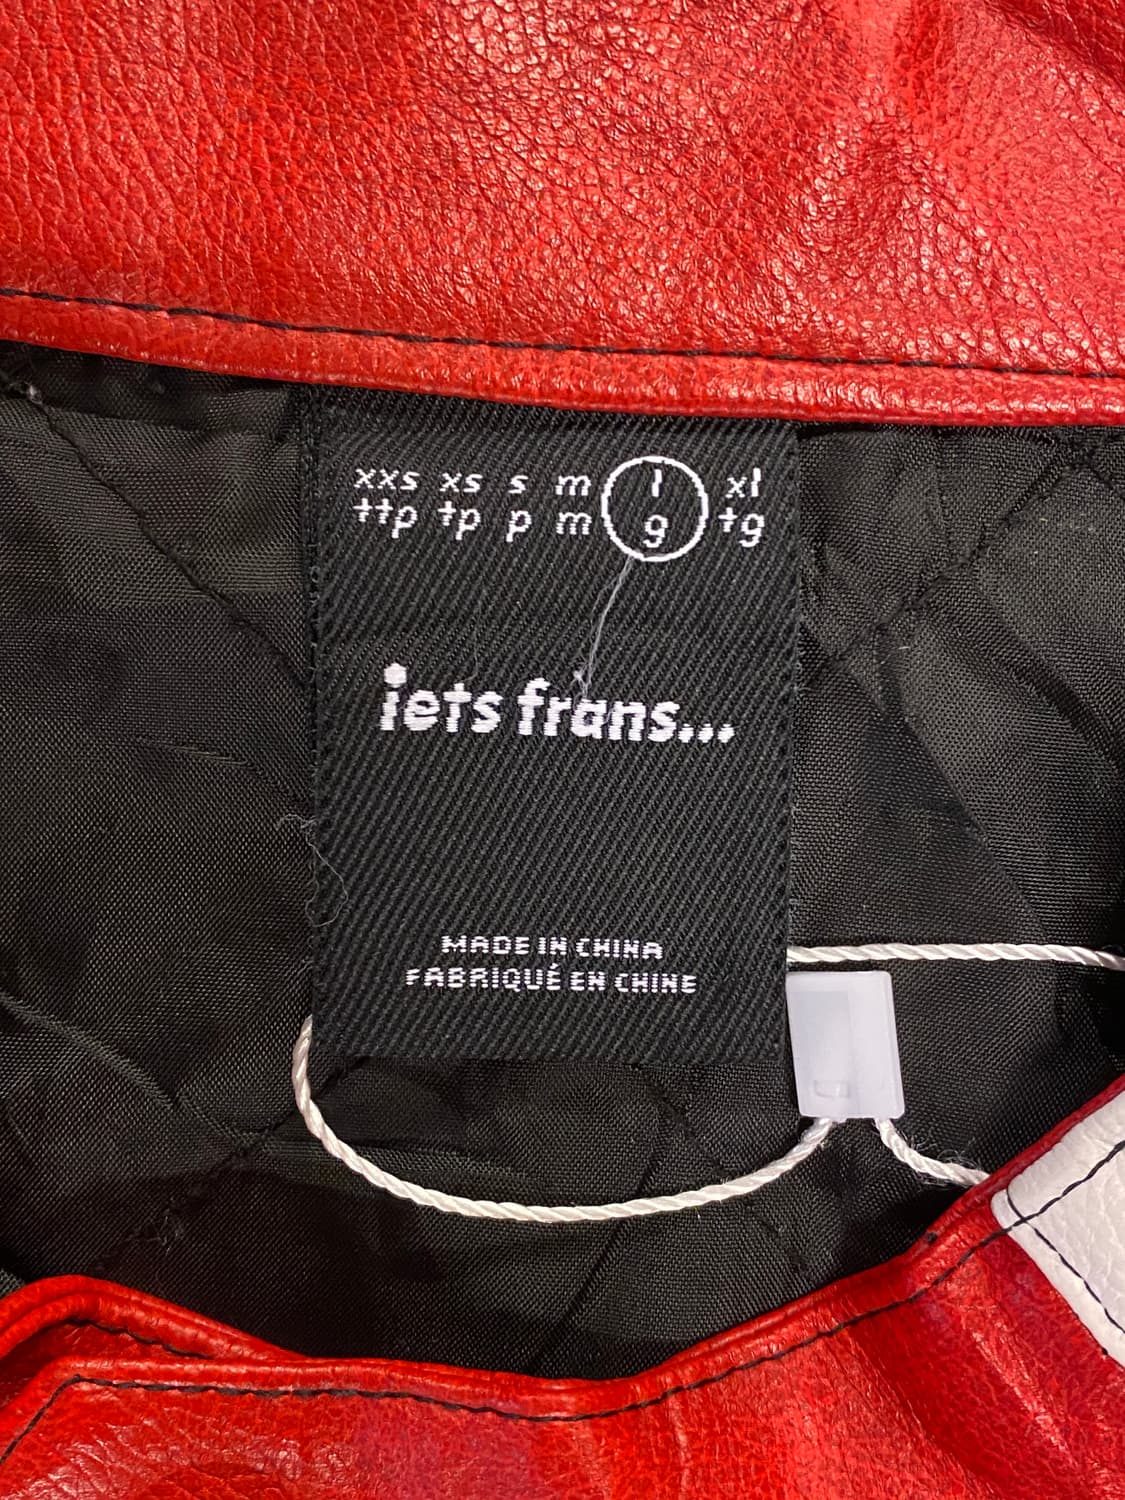 xxs xs s m l xl
ttp tp p m g tg
iets frans...
MADE IN CHINA
FABRIQUÉ EN CHINE